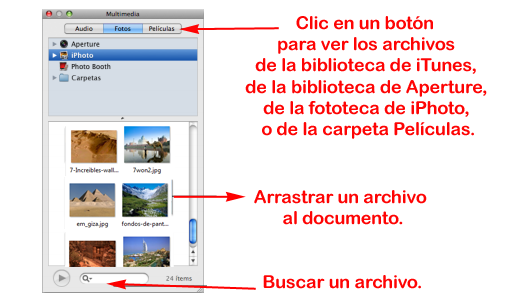 Multimedia
Audio Fotos Películas
Aperture
iPhoto
Photo Booth
Carpetas
7-Increibles-wall... 7won2.jpg
ern_giza.jpg fondos-de-pant...
24 ítems
Clic en un botón
para ver los archivos
de la biblioteca de iTunes,
de la biblioteca de Aperture,
de la fototeca de iPhoto,
o de la carpeta Películas.
Arrastrar un archivo
al documento.
Buscar un archivo.